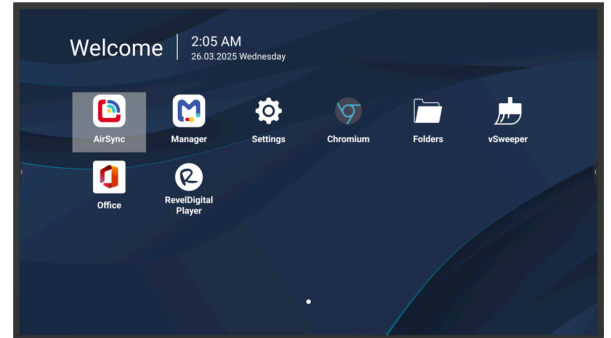 Welcome
2:05 AM
26.03.2025 Wednesday
AirSync
Manager
Settings
Chromium
Folders
vSweeper
Office
RevelDigital
Player